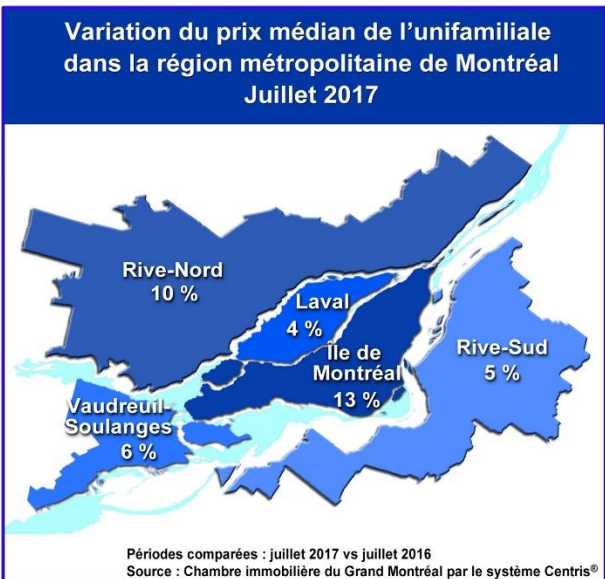 Variation du prix médian de l'unifamiliale
dans la région métropolitaine de Montréal
Juillet 2017
Rive-Nord
10 %
Laval
4 %
Île de
Montréal
13 %
Rive-Sud
5 %
Vaudreuil-
Soulanges
6 %
Périodes comparées : juillet 2017 vs juillet 2016
Source : Chambre immobilière du Grand Montréal par le système Centris®